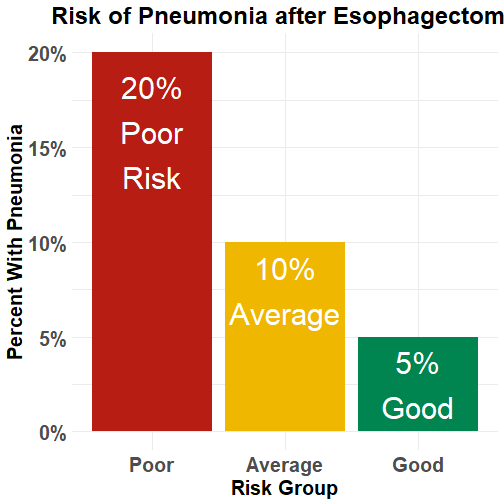 Risk of Pneumonia after Esophagectom
Percent With Pneumonia
20%
15%
10%
5%
0%
20%
Poor
Risk
10%
Average
5%
Good
Poor
Average
Good
Risk Group